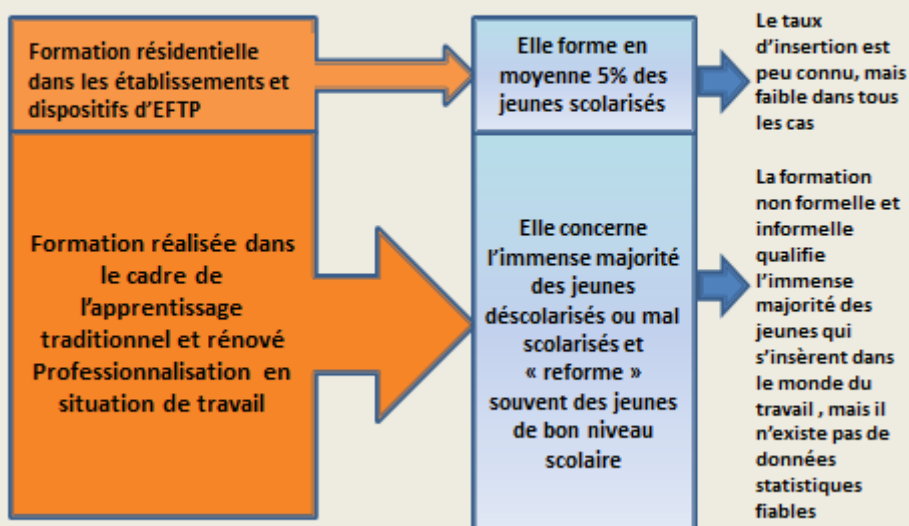 Formation résidentielle
dans les établissements et
dispositifs d'EFTP
Elle forme en
moyenne 5% des
jeunes scolarisés
Le taux
d'insertion est
peu connu, mais
faible dans tous
les cas
Formation réalisée dans
le cadre de
l'apprentissage
traditionnel et rénové
Professionnalisation en
situation de travail
Elle concerne
l'immense majorité
des jeunes
déscolarisés ou mal
scolarisés et
« reforme »
souvent des jeunes
de bon niveau
scolaire
La formation
non formelle et
informelle
qualifie
l'immense
majorité des
jeunes qui
s'insèrent dans
le monde du
travail , mais il
n'existe pas de
données
statistiques
fiables